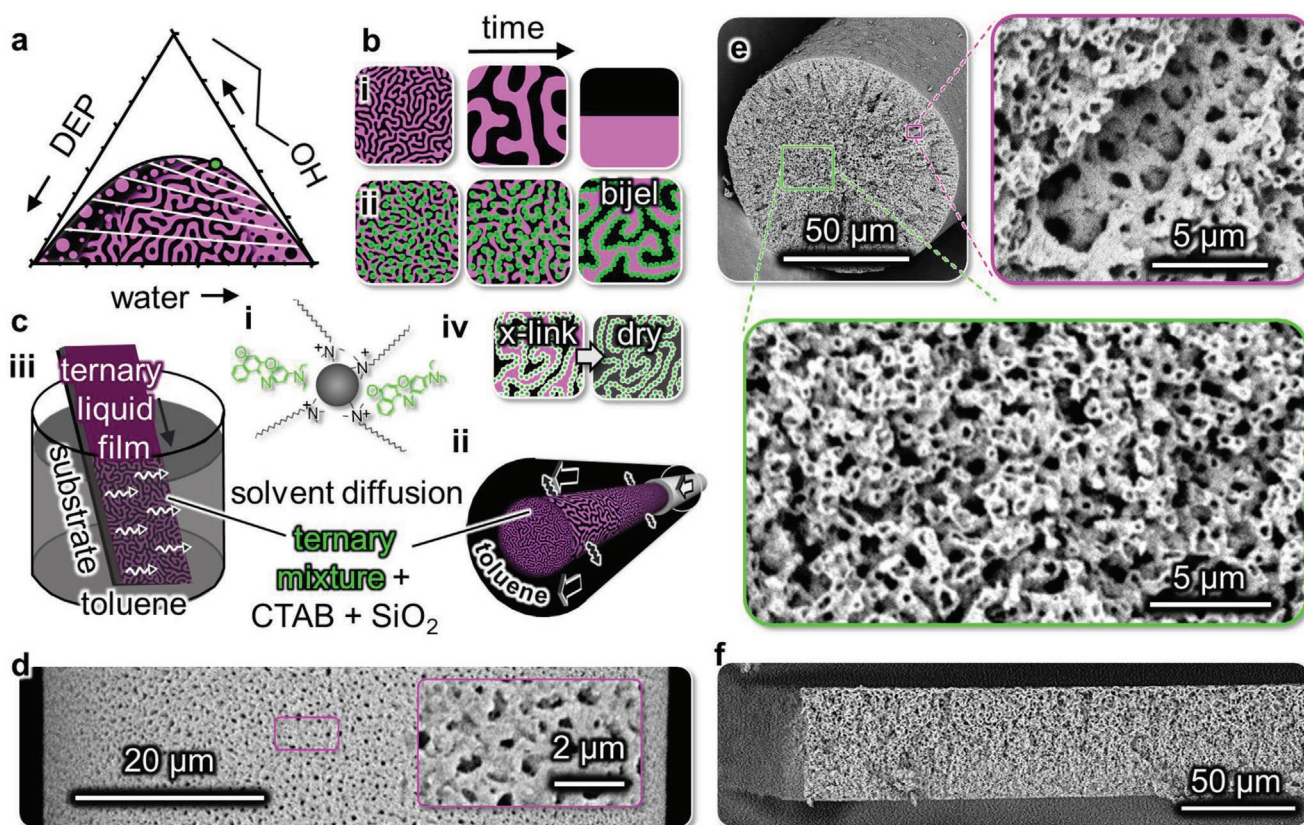 a
DEP
OH
water
b
time
i
ii
bijel
c
i
N
+
O
N
N
+
N
+
O
N
N
N
+
ii
iii
ternary
liquid
film
substrate
toluene
solvent diffusion
ternary
mixture +
CTAB + SiO₂
toluene
iv
x-link
dry
d
20 µm
2 µm
e
50 µm
5 µm
5 µm
f
50 µm